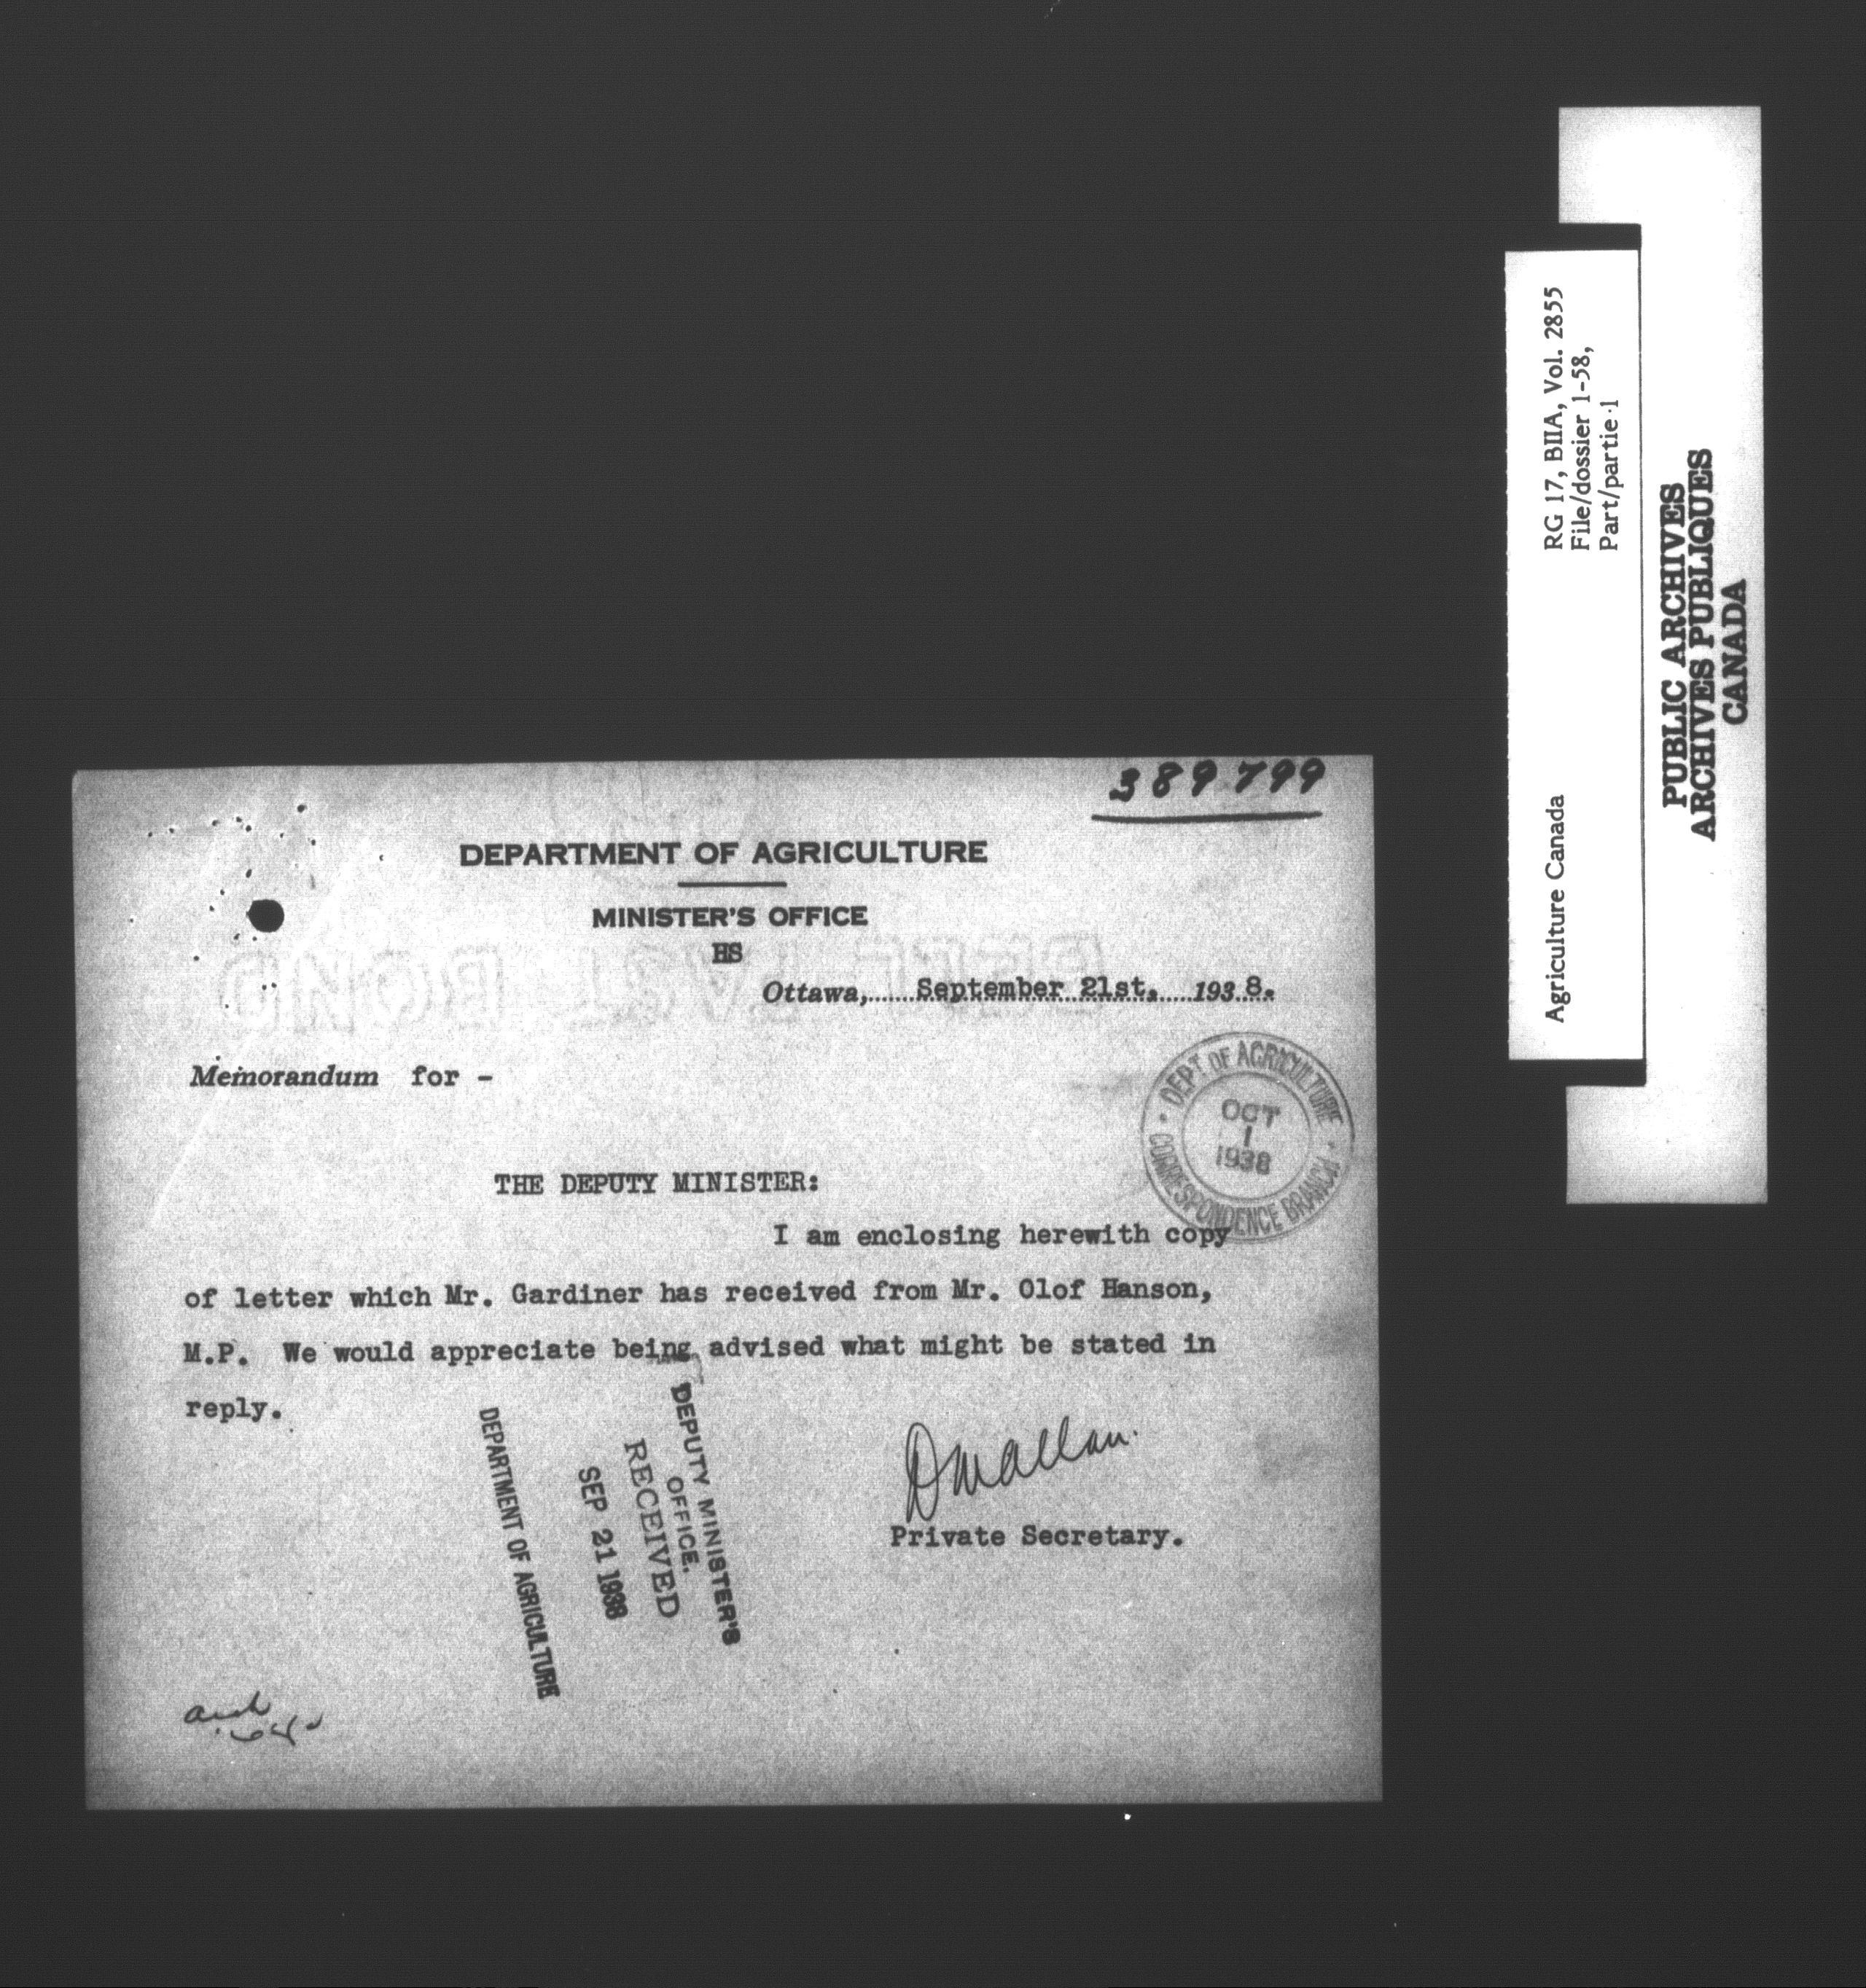 389799
DEPARTMENT OF AGRICULTURE
MINISTER'S OFFICE
HS
Ottawa, September 21st, 1938.
Memorandum for -
DEPT. OF AGRICULTURE
OCT
1
1938
CORRESPONDENCE BRANCH
THE DEPUTY MINISTER:
I am enclosing herewith copy
of letter which Mr. Gardiner has received from Mr. Olof Hanson,
M.P. We would appreciate being advised what might be stated in
reply.
DEPUTY MINISTER'S
OFFICE.
RECEIVED
SEP 21 1938
DEPARTMENT OF AGRICULTURE
Private Secretary.
RG 17, BIIA, Vol. 2855
File/dossier 1-58,
Part/partie 1
Agriculture Canada
PUBLIC ARCHIVES
ARCHIVES PUBLIQUES
CANADA